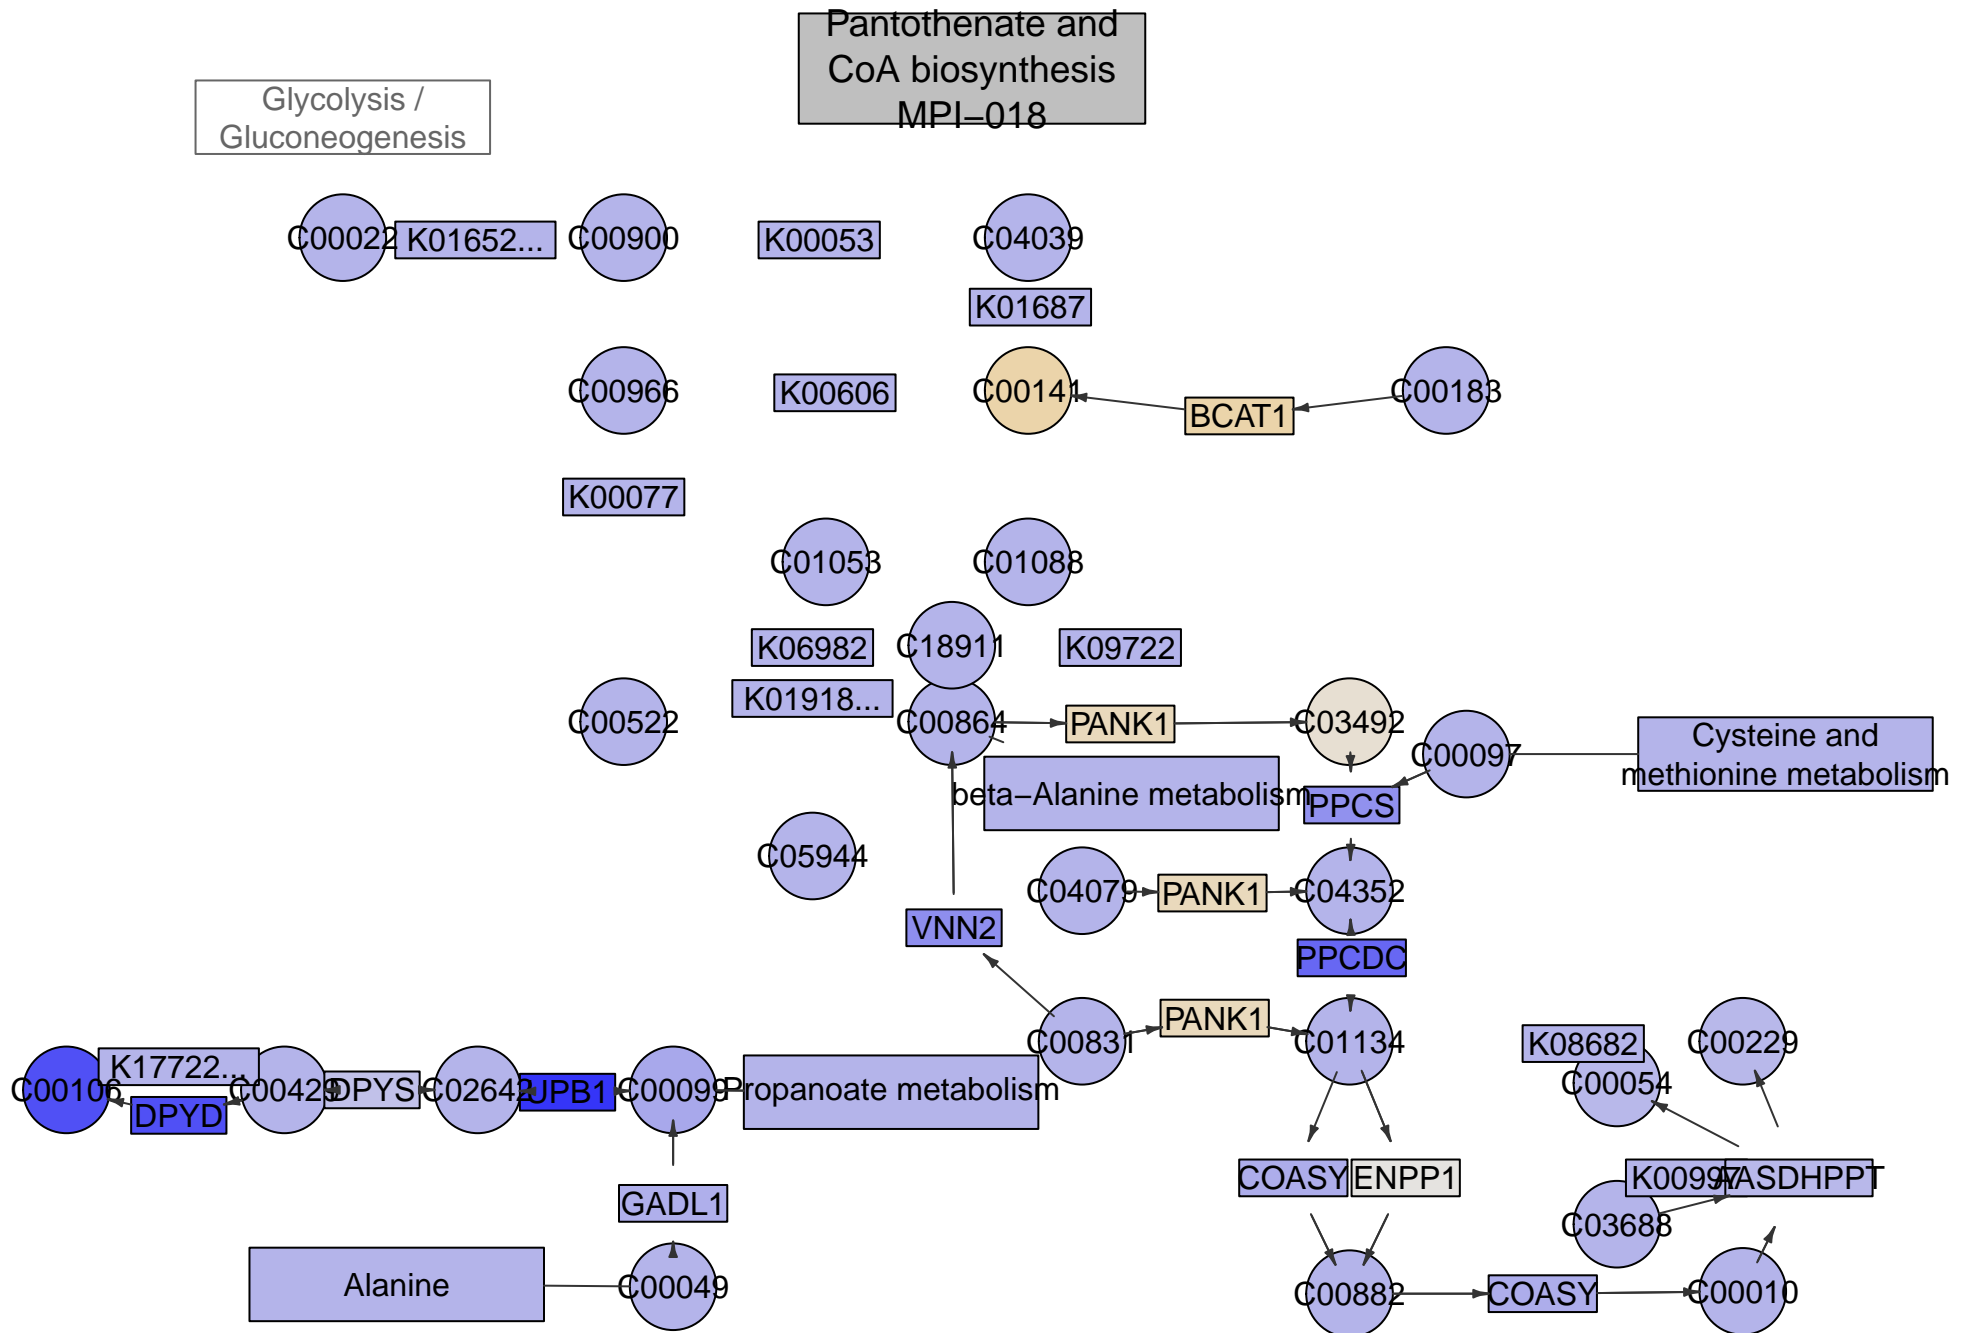 Pantothenate and
CoA biosynthesis
MPI−018
Glycolysis /
Gluconeogenesis
C00022
K01652...
C00900
K00053
C04039
K01687
C00966
K00606
C00141
BCAT1
C00183
K00077
C01053
C01088
K06982
C18911
K09722
K01918...
C00522
C00864
PANK1
C03492
C00097
Cysteine and
methionine metabolism
beta−Alanine metabolism
PPCS
C05944
C04079
PANK1
C04352
VNN2
PPCDC
PANK1
C00831
C01134
K08682
C00229
C00054
K17722...
C00106
DPYD
C00429
DPYS
C02642
UPB1
C00099
Propanoate metabolism
COASY
ENPP1
K00997
AASDHPPT
GADL1
C03688
Alanine
C00049
C00882
COASY
C00010